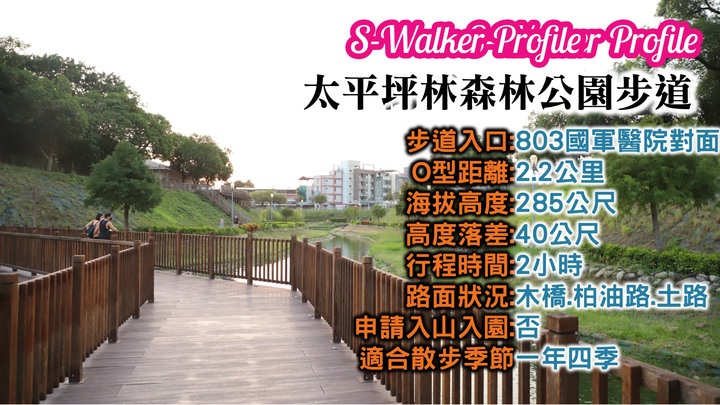 S-Walker-Profiler Profile
太平坪林森林公園步道
步道入口:803國軍醫院對面
O型距離:2.2公里
海拔高度:285公尺
高度落差:40公尺
行程時間:2小時
路面狀況:木橋.柏油路.土路
申請入山入園:否
適合散步季節一年四季